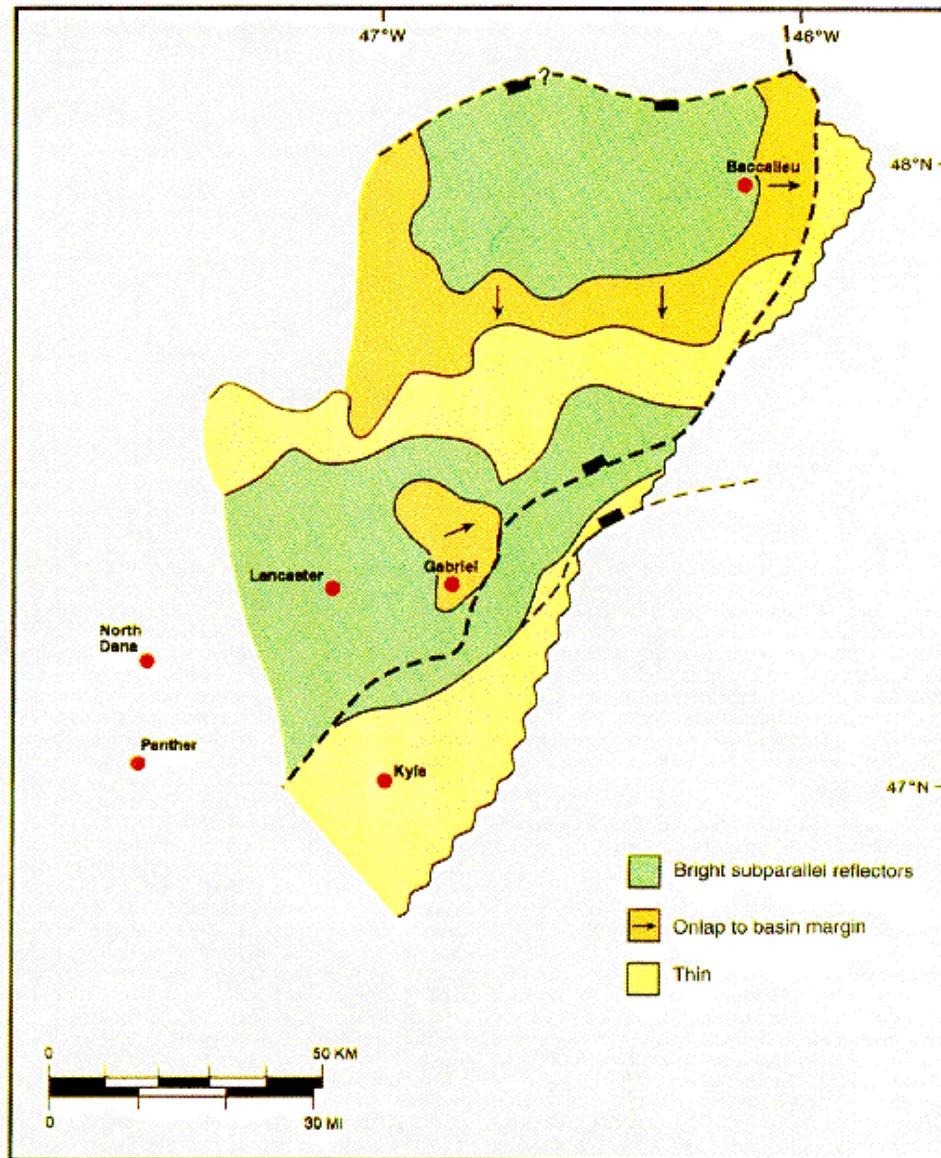 47°W
46°W
?
Baccalieu
48°N
Lancaster
Gabriel
North
Dana
Panther
Kyle
47°N
Bright subparallel reflectors
Onlap to basin margin
Thin
0
50 KM
0
30 MI